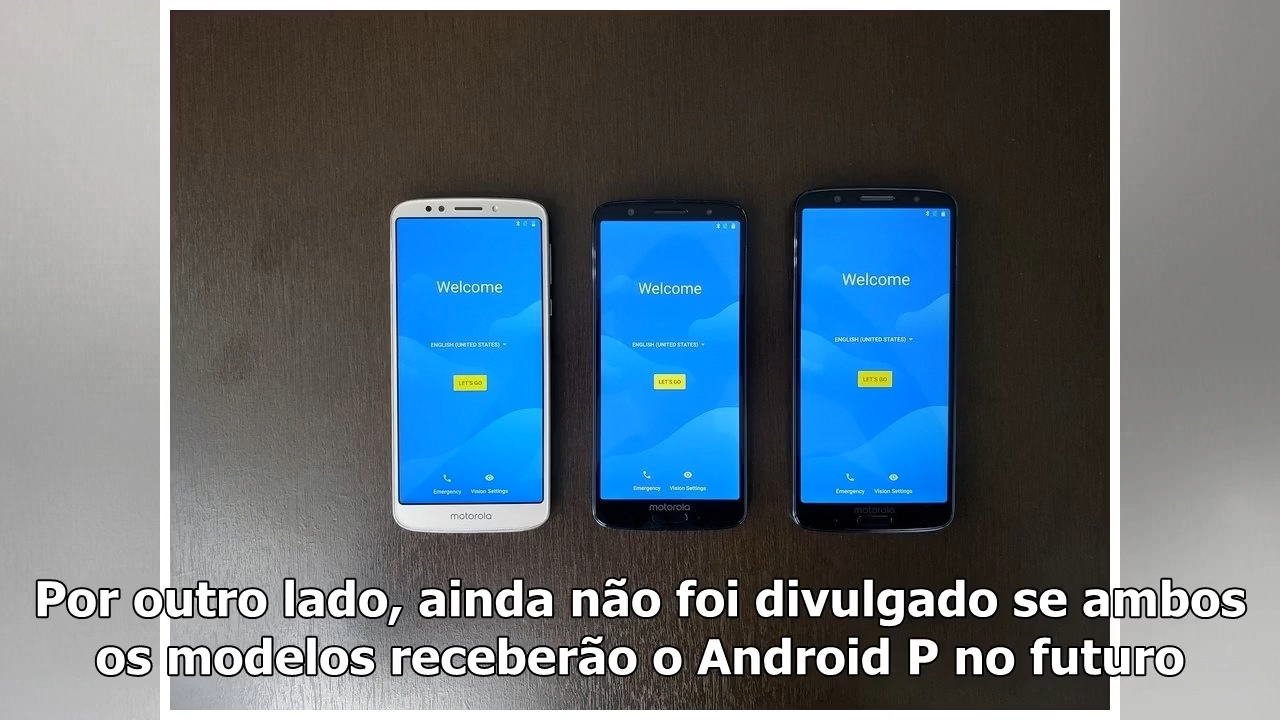 Welcome
ENGLISH (UNITED STATES)
LET'S GO
Emergency Vision Settings
motorola
Welcome
ENGLISH (UNITED STATES)
LET'S GO
Emergency Vision Settings
motorola
Welcome
ENGLISH (UNITED STATES)
LET'S GO
Emergency Vision Settings
motorola
Por outro lado, ainda não foi divulgado se ambos
os modelos receberão o Android P no futuro